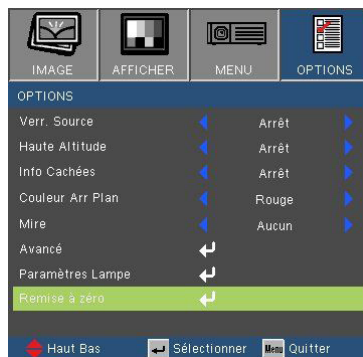 IMAGE AFFICHER MENU OPTIONS
OPTIONS
Verr. Source Arrêt
Haute Altitude Arrêt
Info Cachées Arrêt
Couleur Arr Plan Rouge
Mire Aucun
Avancé
Paramètres Lampe
Remise à zéro
Haut Bas Sélectionner Menu Quitter